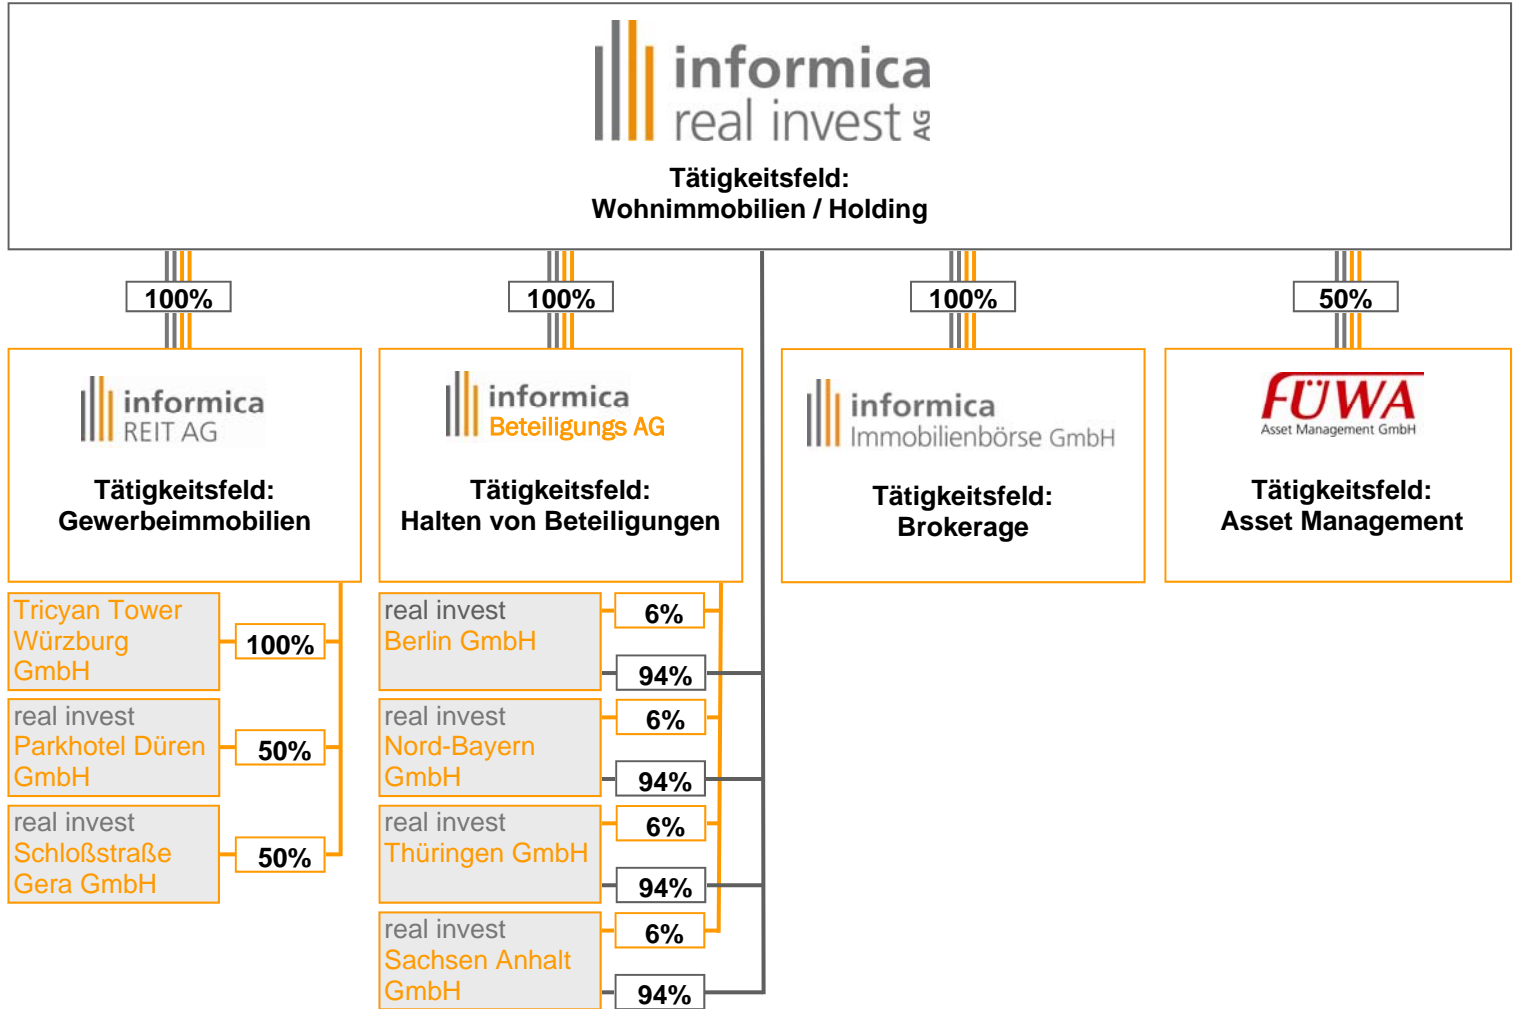 informica
real invest AG
Tätigkeitsfeld:
Wohnimmobilien / Holding
100%
100%
100%
50%
informica
REIT AG
Tätigkeitsfeld:
Gewerbeimmobilien
informica
Beteiligungs AG
Tätigkeitsfeld:
Halten von Beteiligungen
informica
Immobilienbörse GmbH
Tätigkeitsfeld:
Brokerage
FÜWA
Asset Management GmbH
Tätigkeitsfeld:
Asset Management
Tricyan Tower
Würzburg
GmbH
100%
real invest
Parkhotel Düren
GmbH
50%
real invest
Schloßstraße
Gera GmbH
50%
real invest
Berlin GmbH
6%
94%
real invest
Nord-Bayern
GmbH
6%
94%
real invest
Thüringen GmbH
6%
94%
real invest
Sachsen Anhalt
GmbH
6%
94%